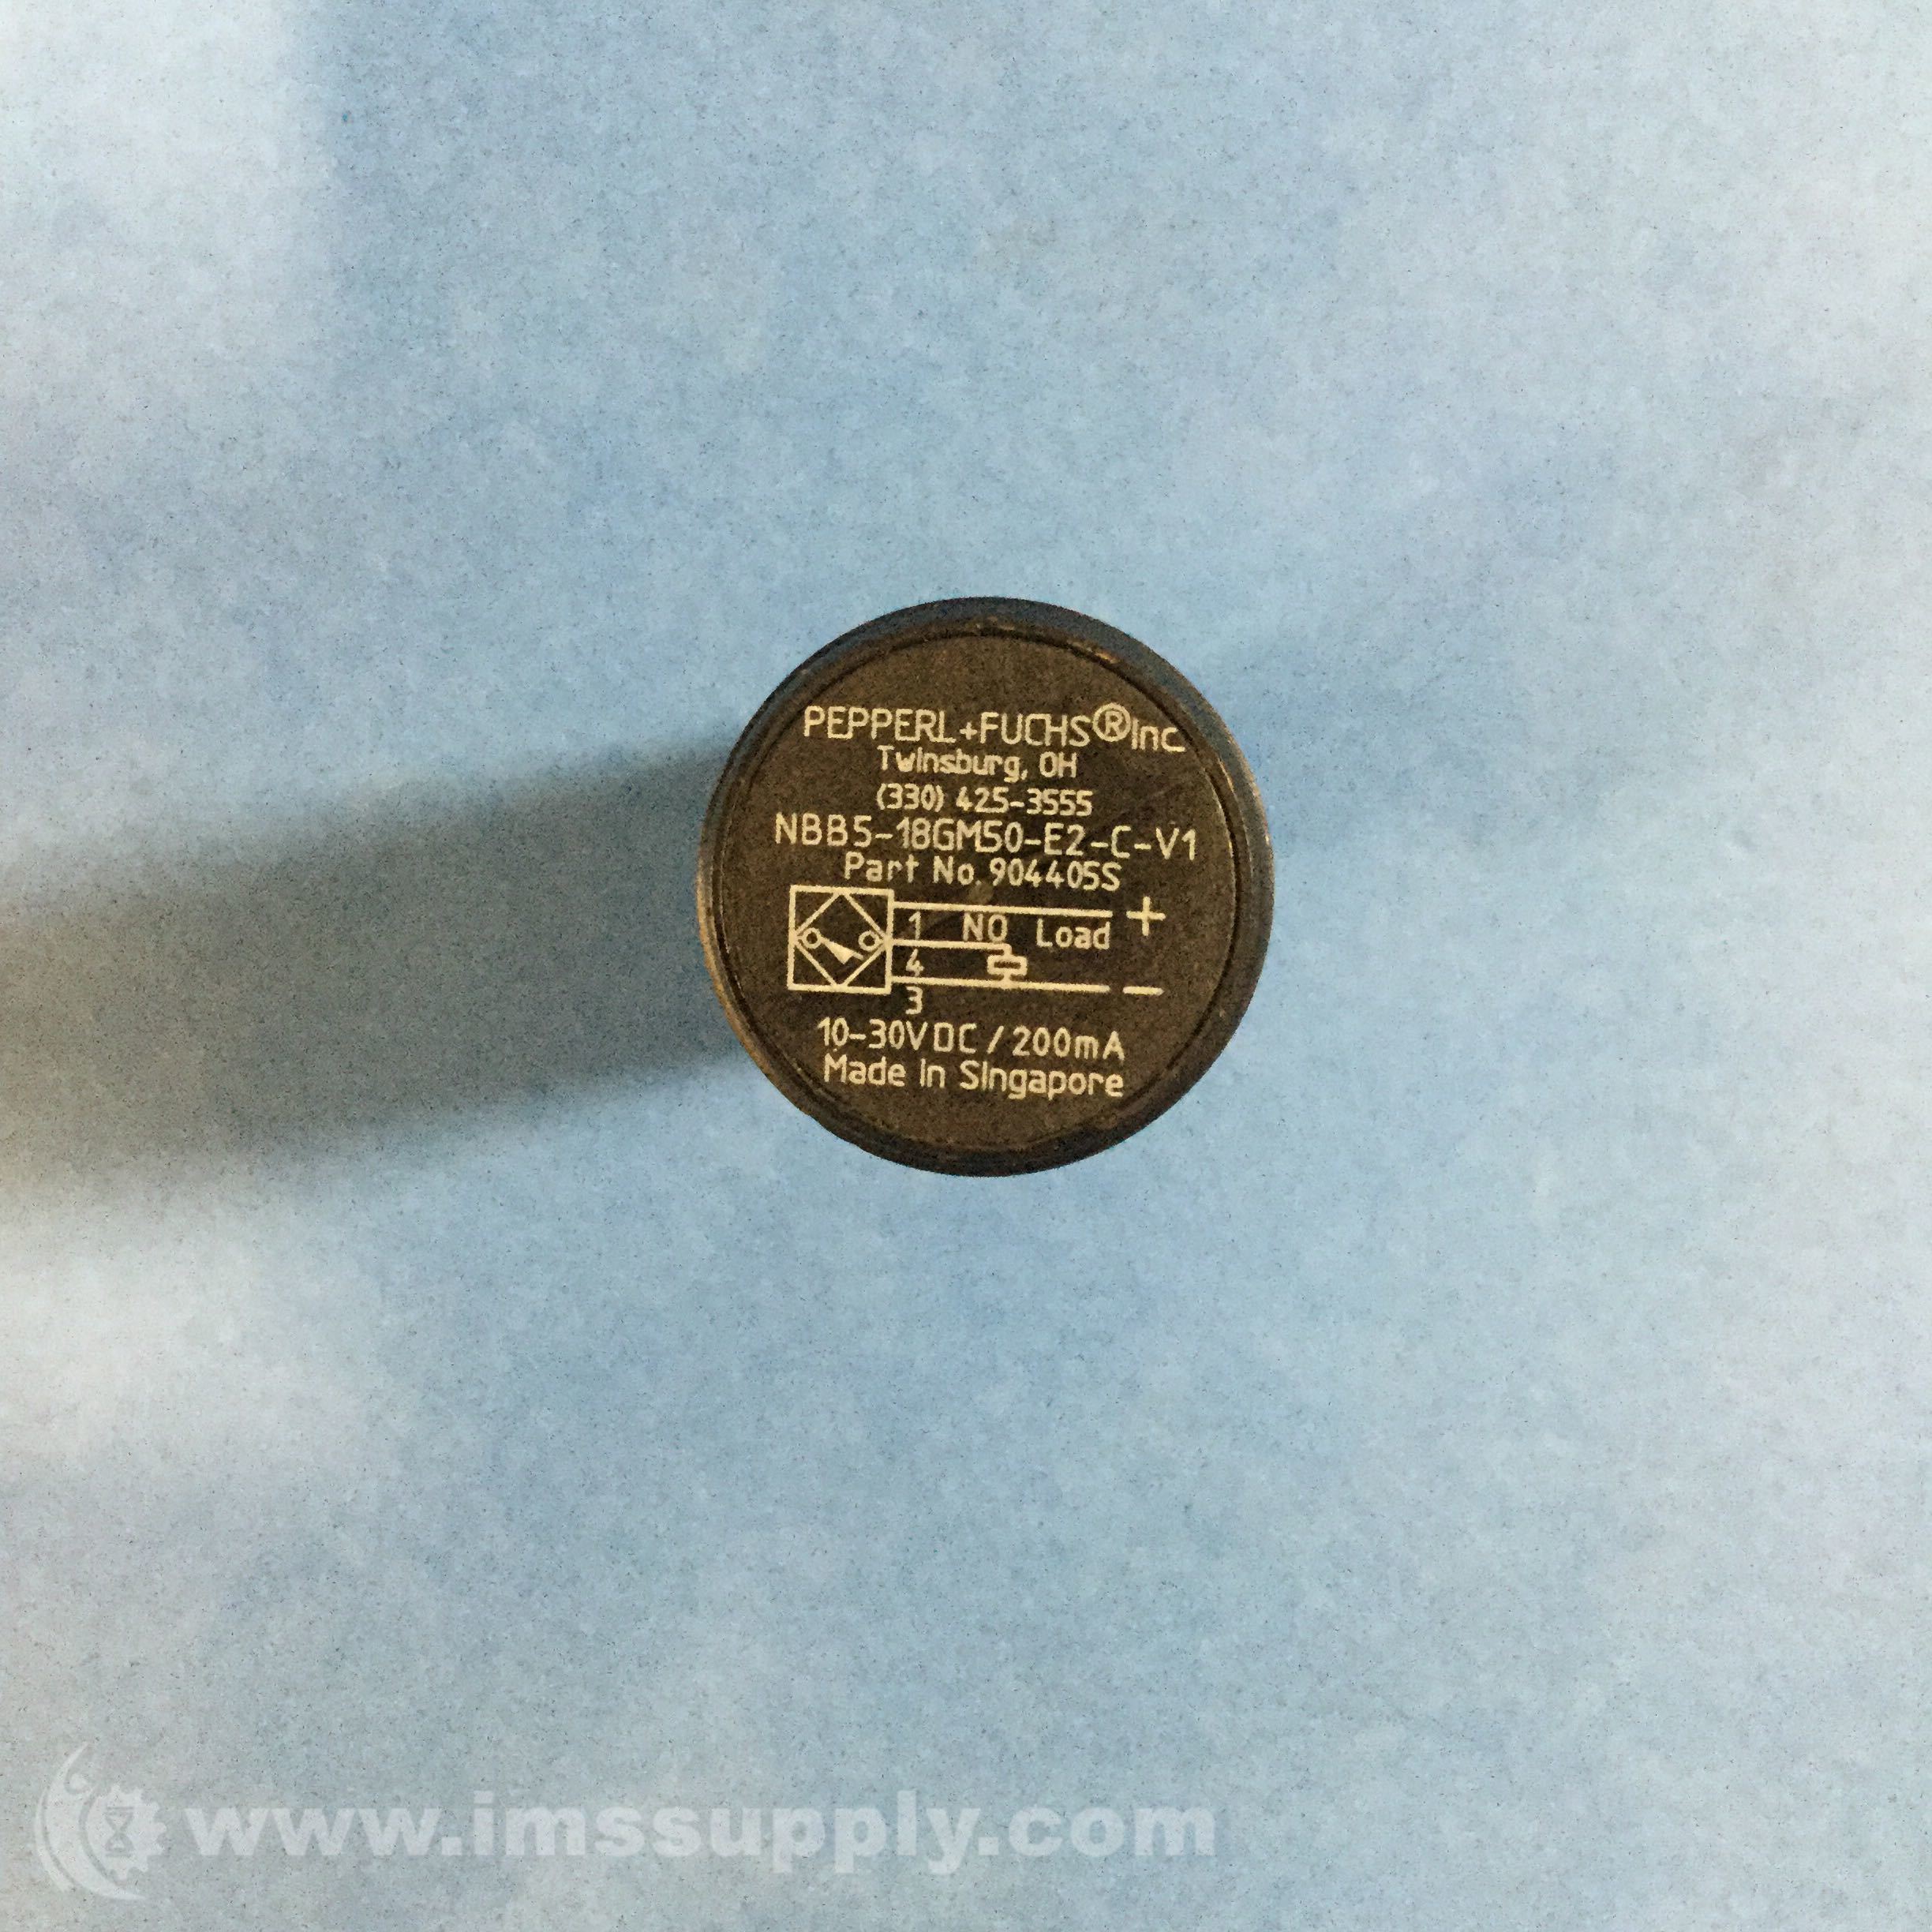 PEPPERL+FUCHS®Inc.
Twinsburg, OH
(330) 425-3555
NBB5-18GM50-E2-C-V1
Part No. 904405S
1 NO Load +
4
3 -
10-30VDC / 200mA
Made in Singapore
www.imssupply.com